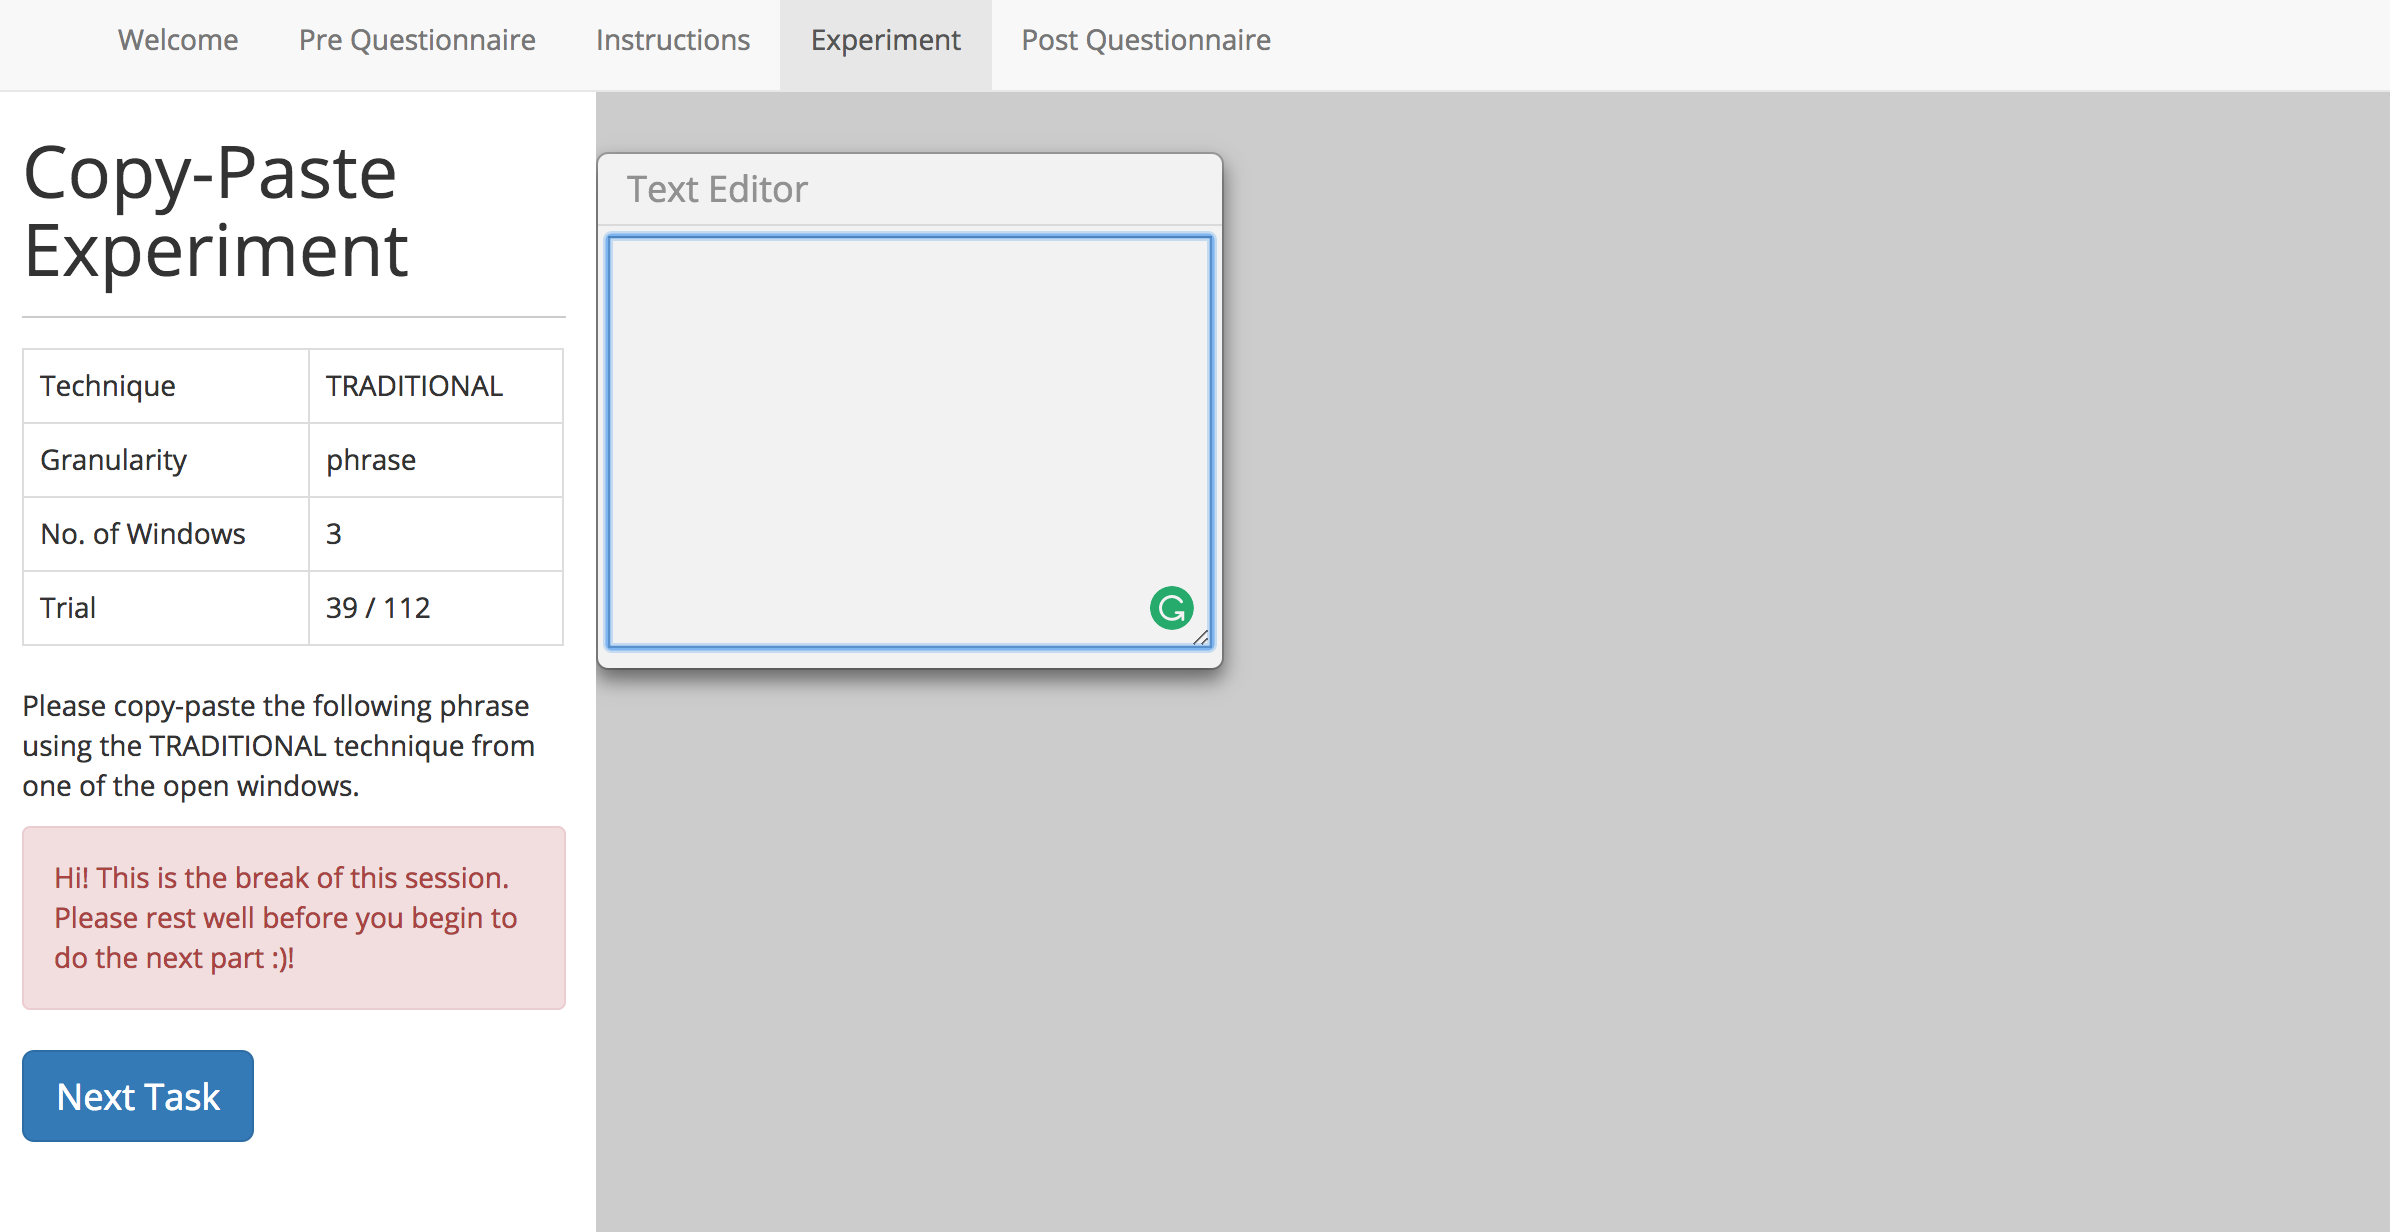 Welcome Pre Questionnaire Instructions Experiment Post Questionnaire
Copy-Paste
Experiment
Technique TRADITIONAL
Granularity phrase
No. of Windows 3
Trial 39 / 112
Please copy-paste the following phrase
using the TRADITIONAL technique from
one of the open windows.
Hi! This is the break of this session.
Please rest well before you begin to
do the next part :)!
Next Task
Text Editor